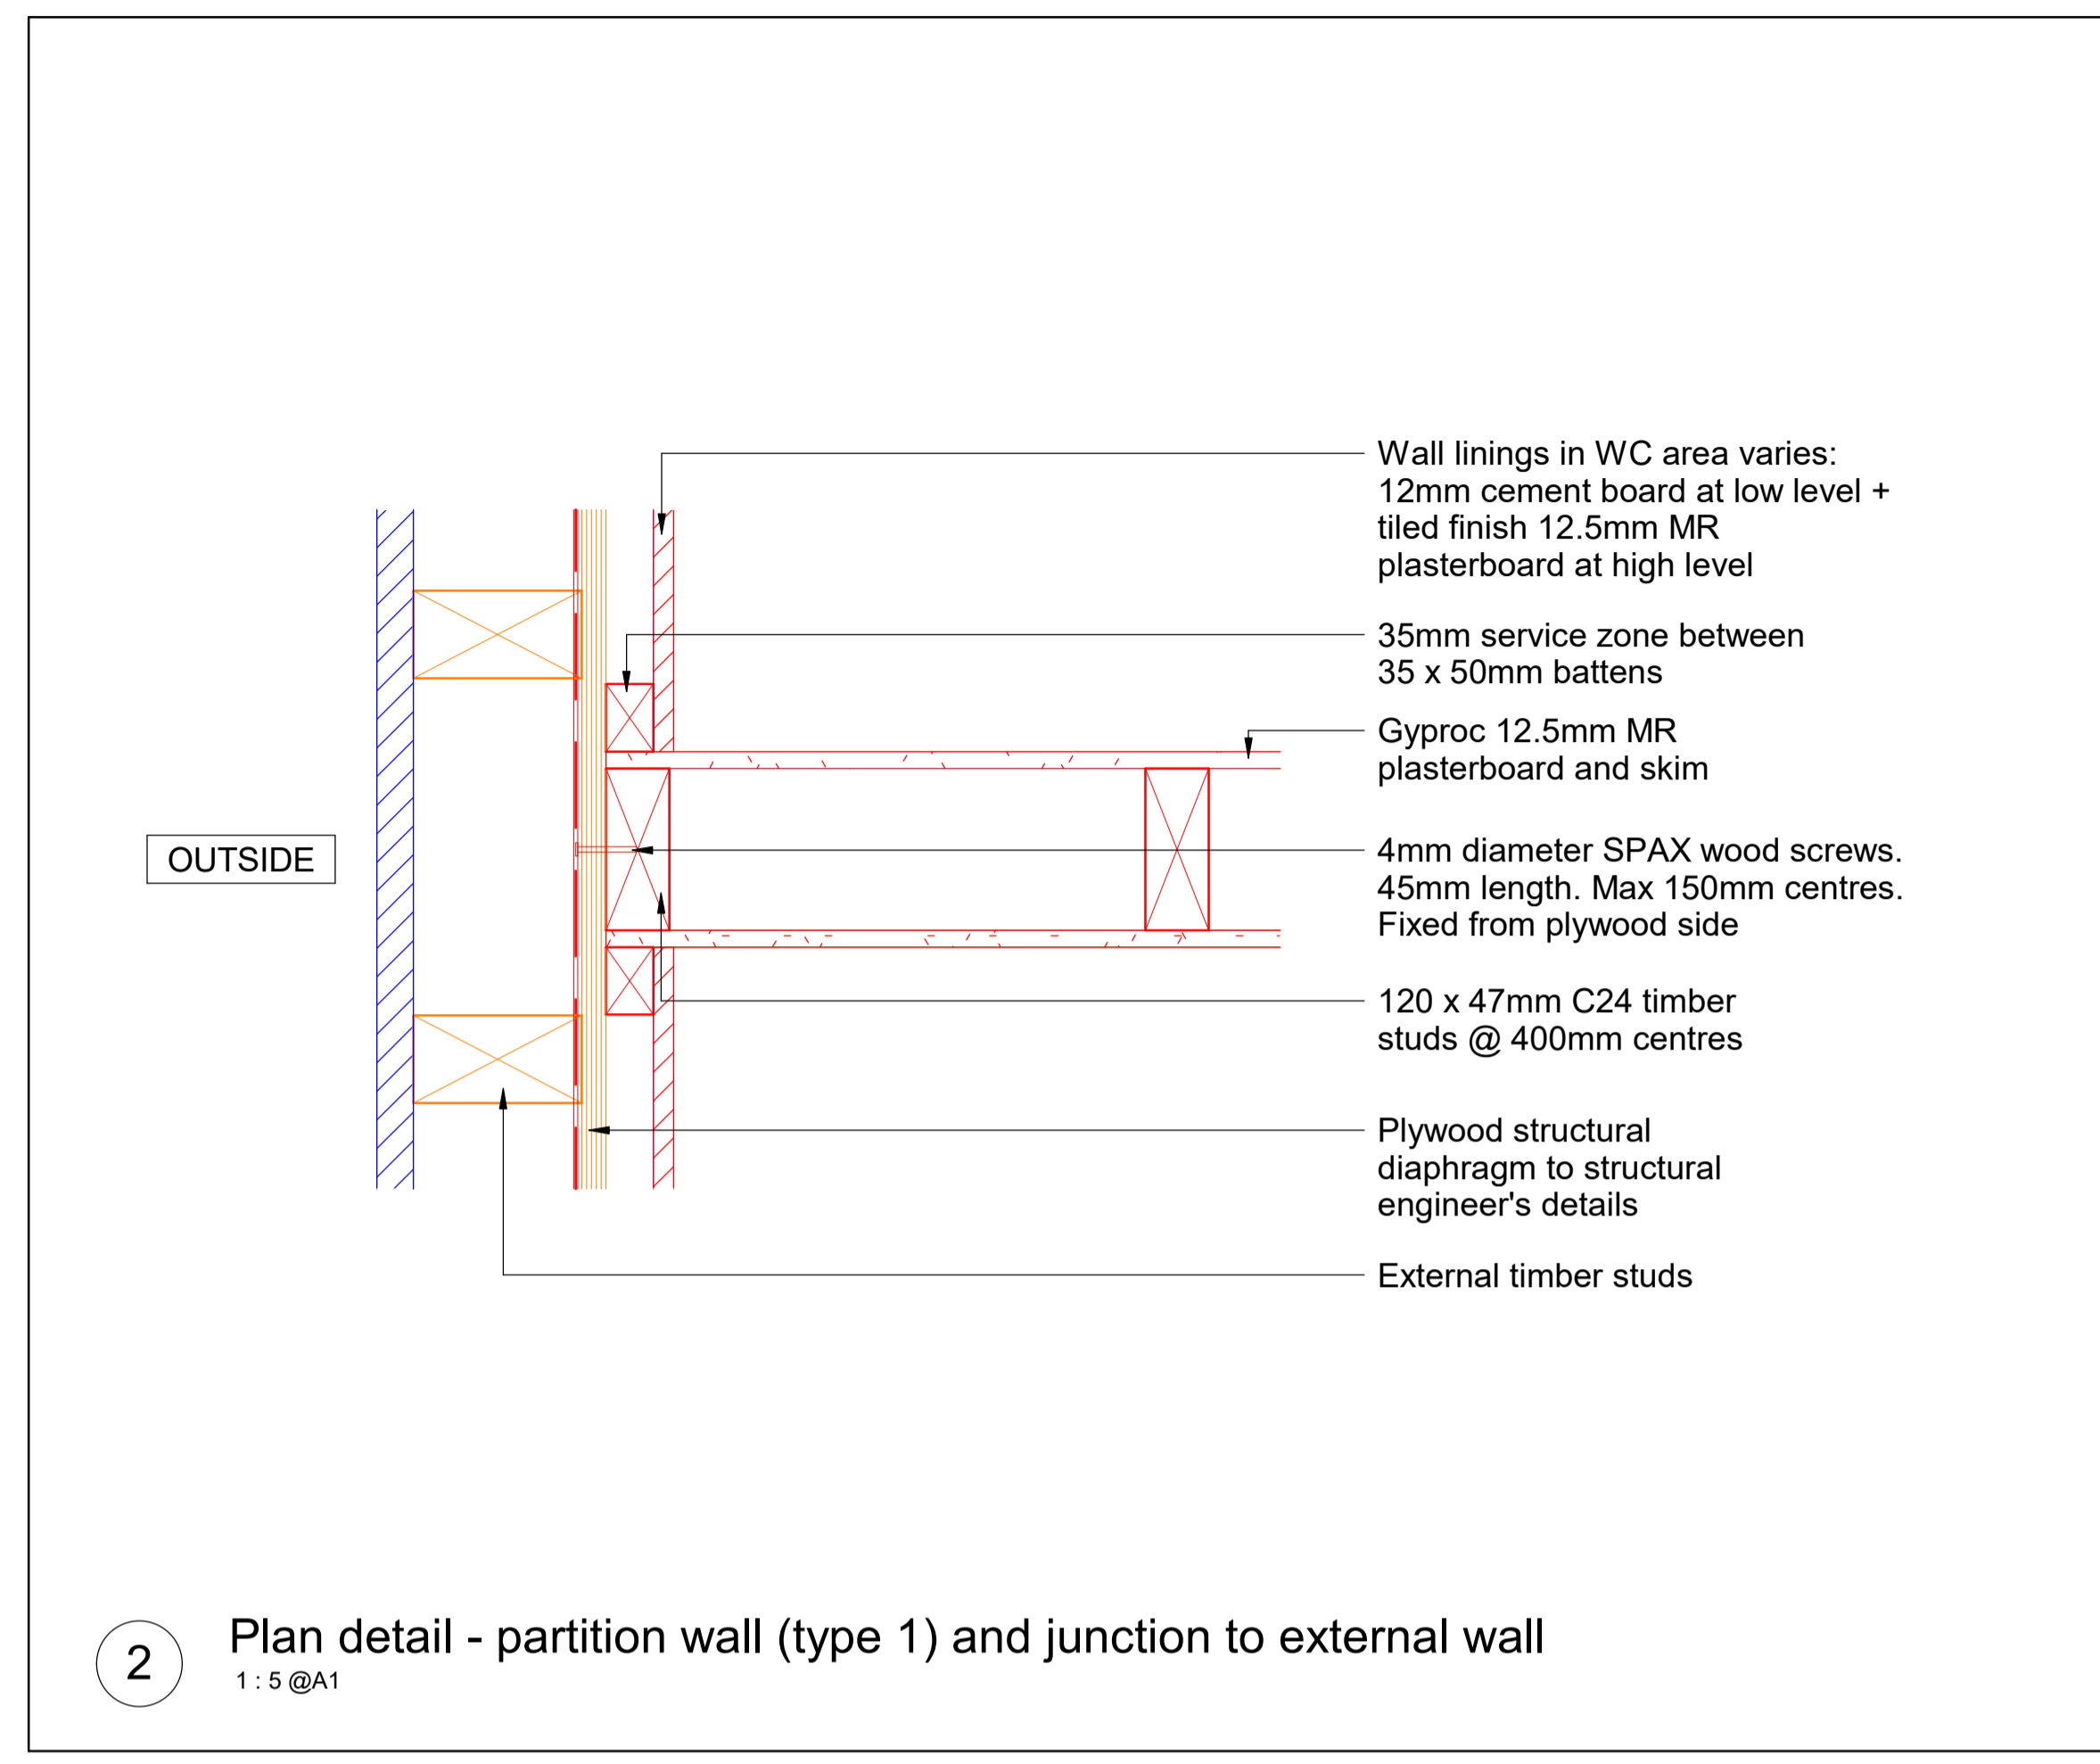 Wall linings in WC area varies:
12mm cement board at low level +
tiled finish 12.5mm MR
plasterboard at high level
35mm service zone between
35 x 50mm battens
Gyproc 12.5mm MR
plasterboard and skim
OUTSIDE
4mm diameter SPAX wood screws.
45mm length. Max 150mm centres.
Fixed from plywood side
120 x 47mm C24 timber
studs @ 400mm centres
Plywood structural
diaphragm to structural
engineer's details
External timber studs
2
Plan detail - partition wall (type 1) and junction to external wall
1 : 5 @A1